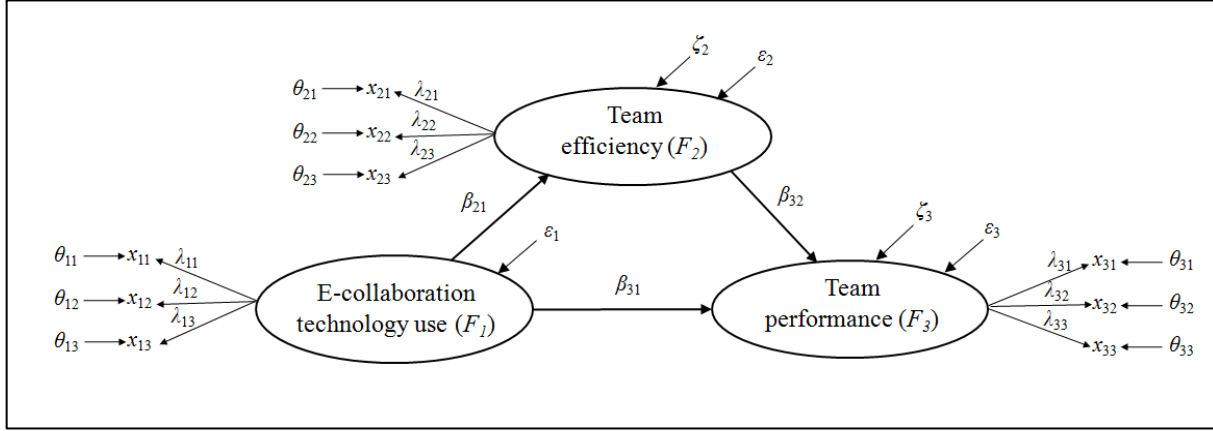 ζ2
ε2
θ21 x21 λ21
Team
efficiency (F2)
θ22 x22 λ22
θ23 x23 λ23
β21
β32
ζ3
ε1
ε3
θ11 x11 λ11
E-collaboration
technology use (F1)
θ12 x12 λ12
θ13 x13 λ13
β31
Team
performance (F3)
λ31 x31 θ31
λ32 x32 θ32
λ33 x33 θ33